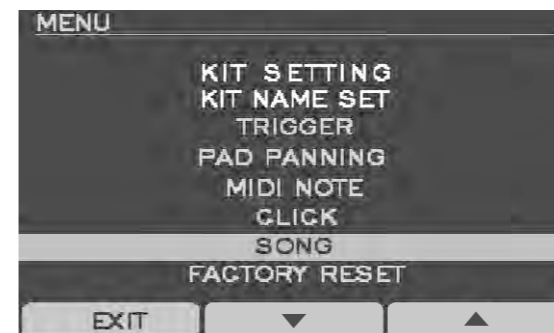 MENU
KIT SETTING
KIT NAME SET
TRIGGER
PAD PANNING
MIDI NOTE
CLICK
SONG
FACTORY RESET
EXIT ▼ ▲